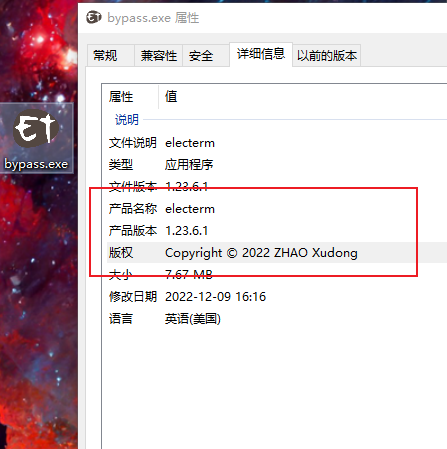 bypass.exe 属性
常规 兼容性 安全 详细信息 以前的版本
属性 值
说明
文件说明 electerm
类型 应用程序
文件版本 1.23.6.1
产品名称 electerm
产品版本 1.23.6.1
版权 Copyright © 2022 ZHAO Xudong
大小 7.67 MB
修改日期 2022-12-09 16:16
语言 英语(美国)
ET
bypass.exe